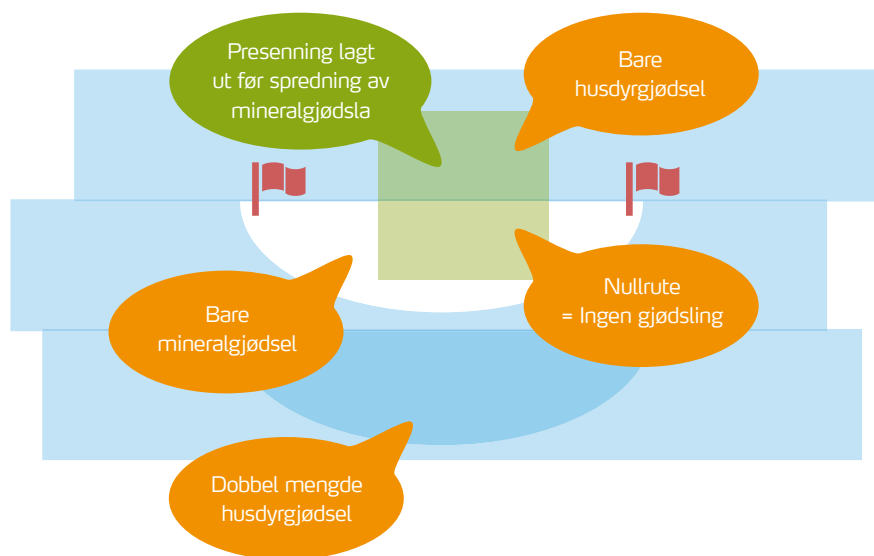 Presenning lagt
ut før spredning av
mineralgjødsla
Bare
husdyrgjødsel
Bare
mineralgjødsel
Nullrute
= Ingen gjødsling
Dobbel mengde
husdyrgjødsel